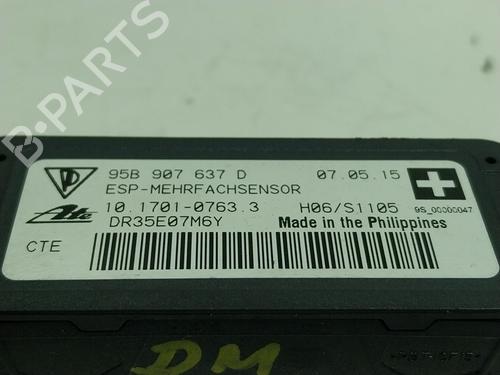 95B 907 637 D 07.05.15
ESP-MEHRFACHSENSOR
Ate 10.1701-0763.3 H06/S1105 9S_00000047
DR35E07M6Y Made in the Philippines
CTE
DM
B-PARTS